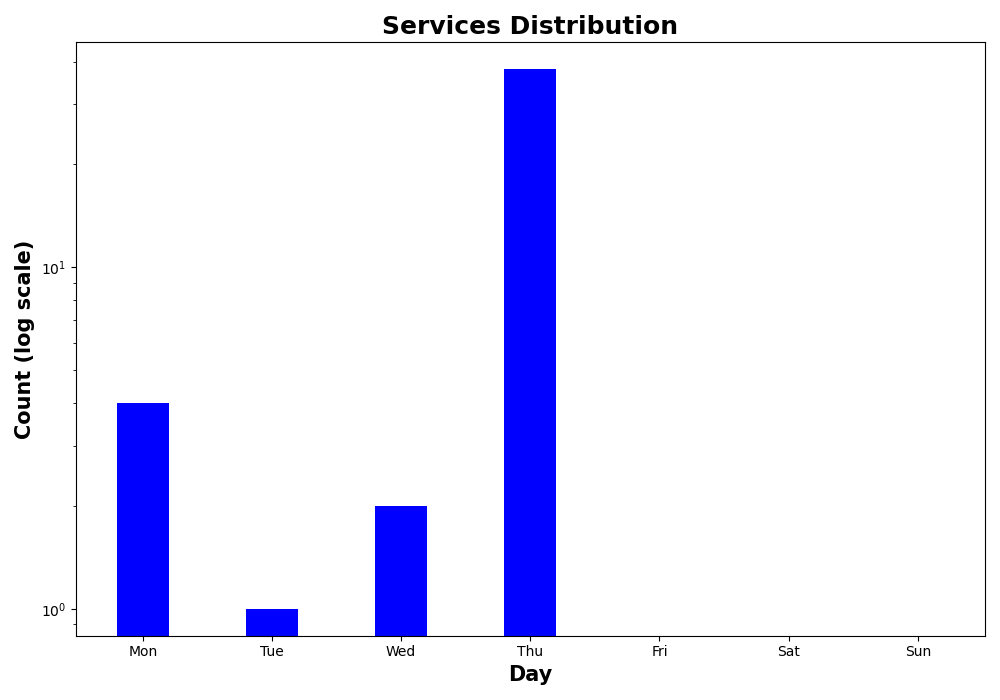 Services Distribution
Count (log scale)
10¹
10⁰
Mon Tue Wed Thu Fri Sat Sun
Day